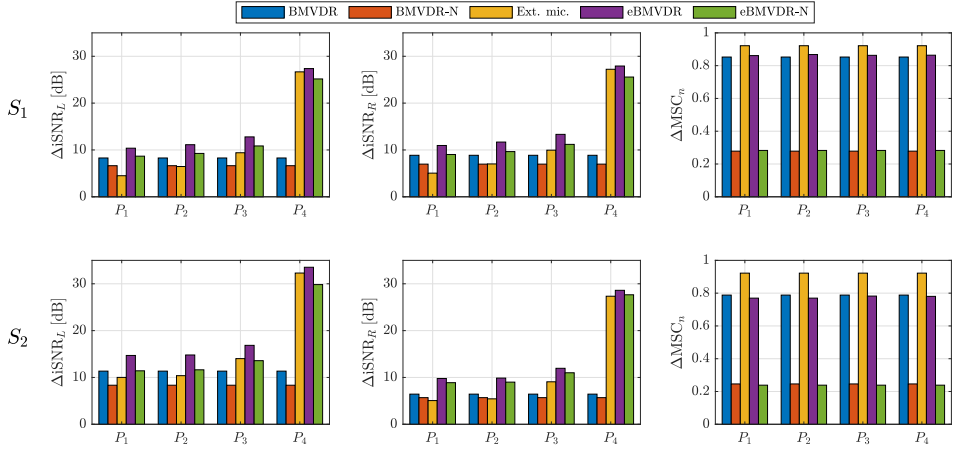 BMVDR BMVDR-N Ext. mic. eBMVDR eBMVDR-N
S1
ΔiSNR_L [dB]
30
20
10
0
P1 P2 P3 P4
ΔiSNR_R [dB]
30
20
10
0
P1 P2 P3 P4
ΔMSC_n
1
0.8
0.6
0.4
0.2
0
P1 P2 P3 P4
S2
ΔiSNR_L [dB]
30
20
10
0
P1 P2 P3 P4
ΔiSNR_R [dB]
30
20
10
0
P1 P2 P3 P4
ΔMSC_n
1
0.8
0.6
0.4
0.2
0
P1 P2 P3 P4